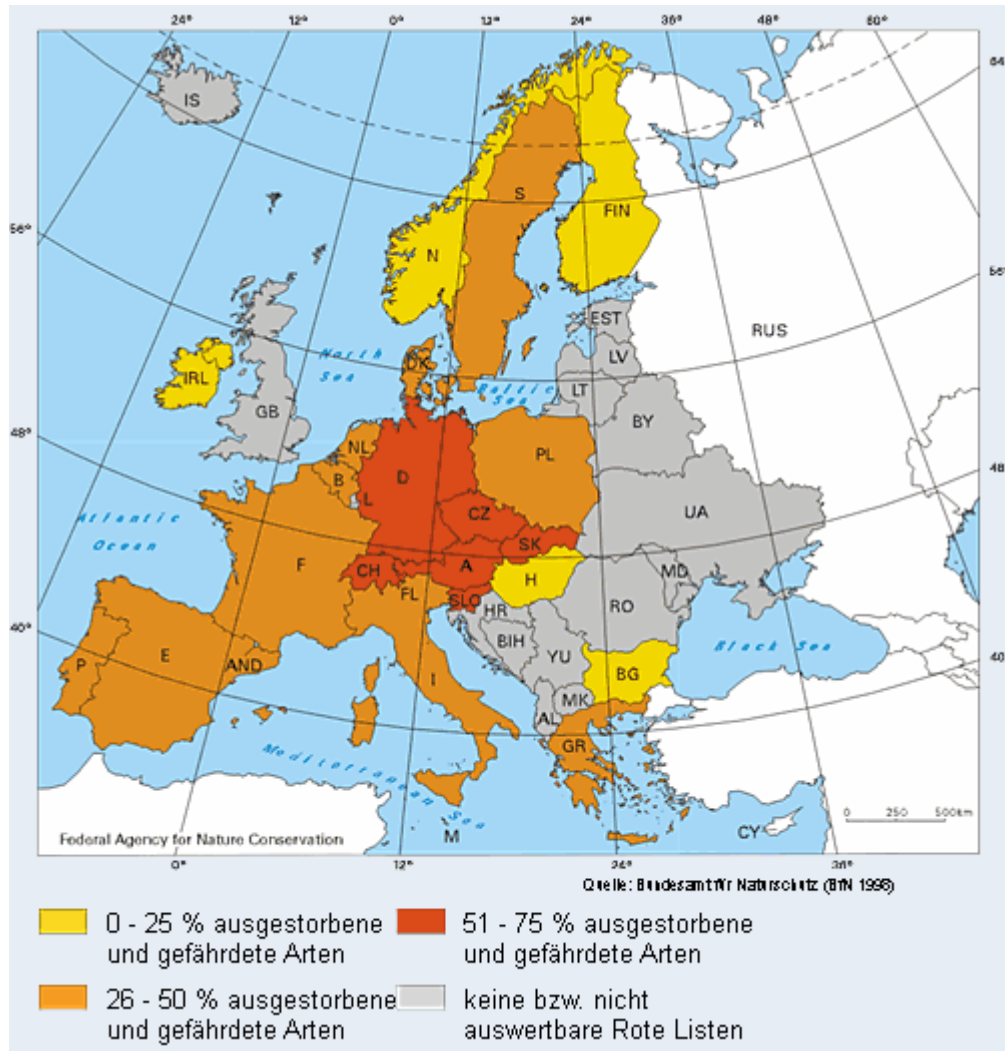 24° 12° 0° 12° 24° 36° 48° 60°
64°
IS
S
FIN
N
56°
56°
EST
RUS
North
Sea
DK
LV
IRL
Baltic
Sea
LT
GB
BY
48°
NL
PL
48°
B
D
L
CZ
UA
Atlantic
Ocean
SK
F
CH
A
H
MD
FL
SLO
HR
RO
40°
BIH
Black Sea
YU
40°
P
E
AND
I
BG
MK
AL
GR
Mediterranean Sea
0 250 500km
Federal Agency for Nature Conservation
M
CY
0° 12° 24° 36°
Quelle: Bundesamt für Naturschutz (BfN 1998)
0 - 25 % ausgestorbene
und gefährdete Arten
51 - 75 % ausgestorbene
und gefährdete Arten
26 - 50 % ausgestorbene
und gefährdete Arten
keine bzw. nicht
auswertbare Rote Listen